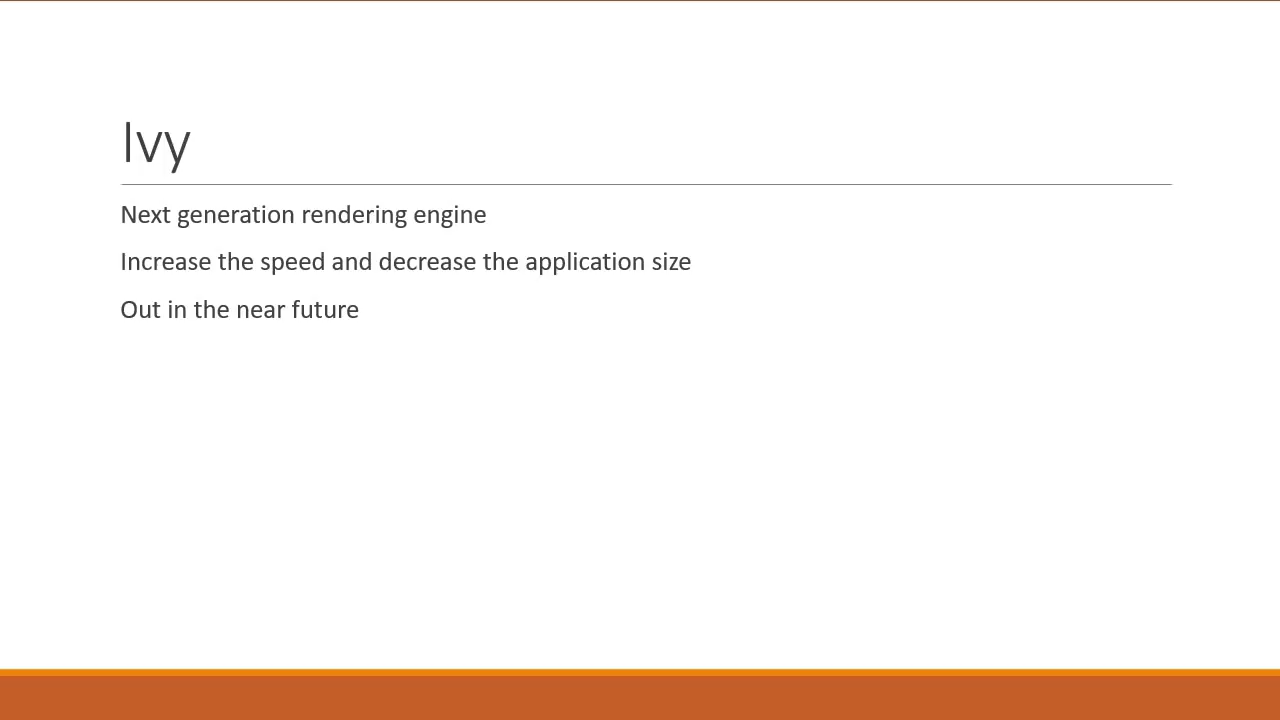 Ivy
Next generation rendering engine
Increase the speed and decrease the application size
Out in the near future